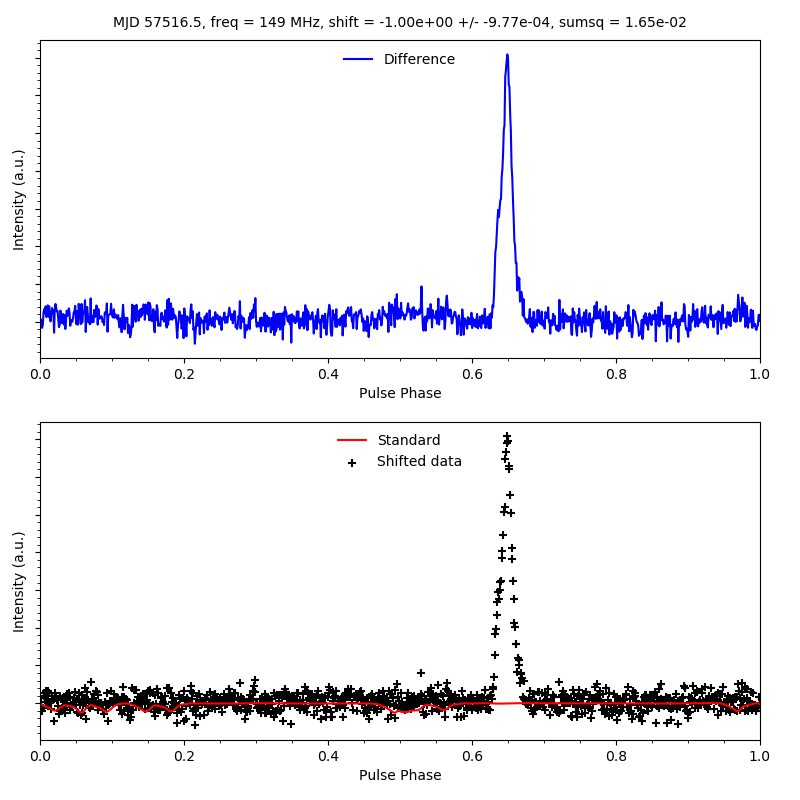 MJD 57516.5, freq = 149 MHz, shift = -1.00e+00 +/- -9.77e-04, sumsq = 1.65e-02
Difference
Intensity (a.u.)
0.0 0.2 0.4 0.6 0.8 1.0
Pulse Phase
Standard
Shifted data
Intensity (a.u.)
0.0 0.2 0.4 0.6 0.8 1.0
Pulse Phase